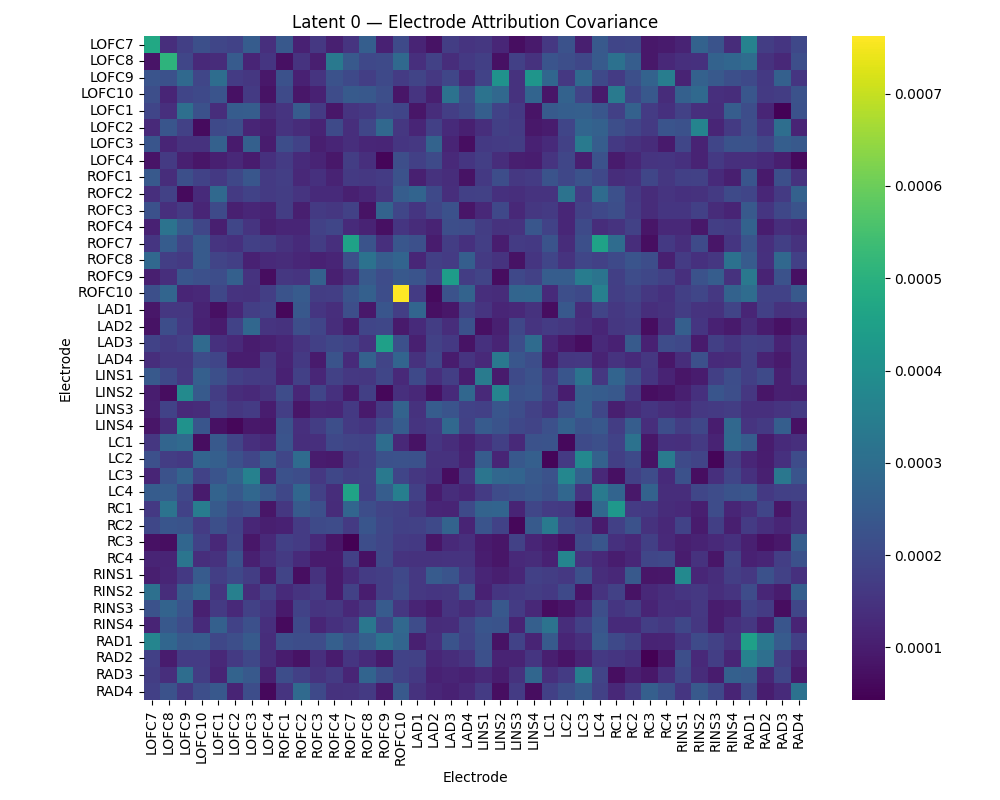 Latent 0 — Electrode Attribution Covariance
Electrode
LOFC7
LOFC8
LOFC9
LOFC10
LOFC1
LOFC2
LOFC3
LOFC4
ROFC1
ROFC2
ROFC3
ROFC4
ROFC7
ROFC8
ROFC9
ROFC10
LAD1
LAD2
LAD3
LAD4
LINS1
LINS2
LINS3
LINS4
LC1
LC2
LC3
LC4
RC1
RC2
RC3
RC4
RINS1
RINS2
RINS3
RINS4
RAD1
RAD2
RAD3
RAD4
LOFC7
LOFC8
LOFC9
LOFC10
LOFC1
LOFC2
LOFC3
LOFC4
ROFC1
ROFC2
ROFC3
ROFC4
ROFC7
ROFC8
ROFC9
ROFC10
LAD1
LAD2
LAD3
LAD4
LINS1
LINS2
LINS3
LINS4
LC1
LC2
LC3
LC4
RC1
RC2
RC3
RC4
RINS1
RINS2
RINS3
RINS4
RAD1
RAD2
RAD3
RAD4
Electrode
0.0007
0.0006
0.0005
0.0004
0.0003
0.0002
0.0001